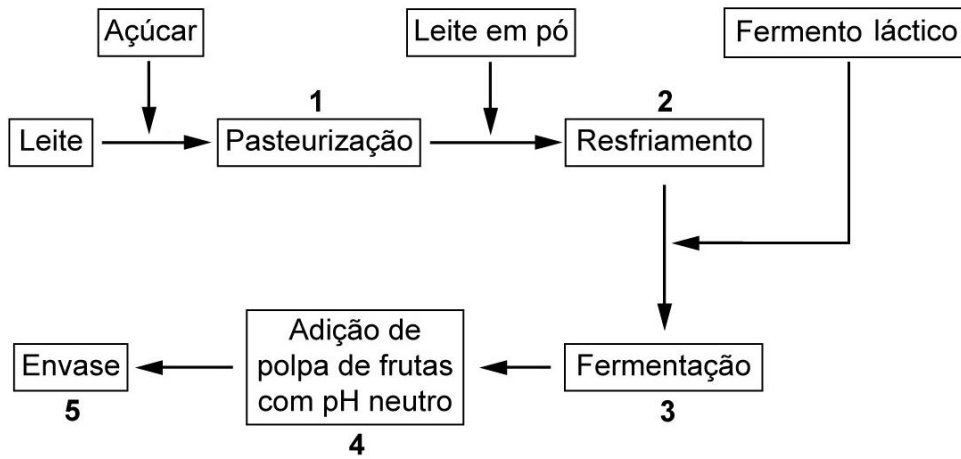 Açúcar
Leite em pó
Fermento láctico
1
2
Leite
Pasteurização
Resfriamento
Envase
5
Adição de
polpa de frutas
com pH neutro
4
Fermentação
3